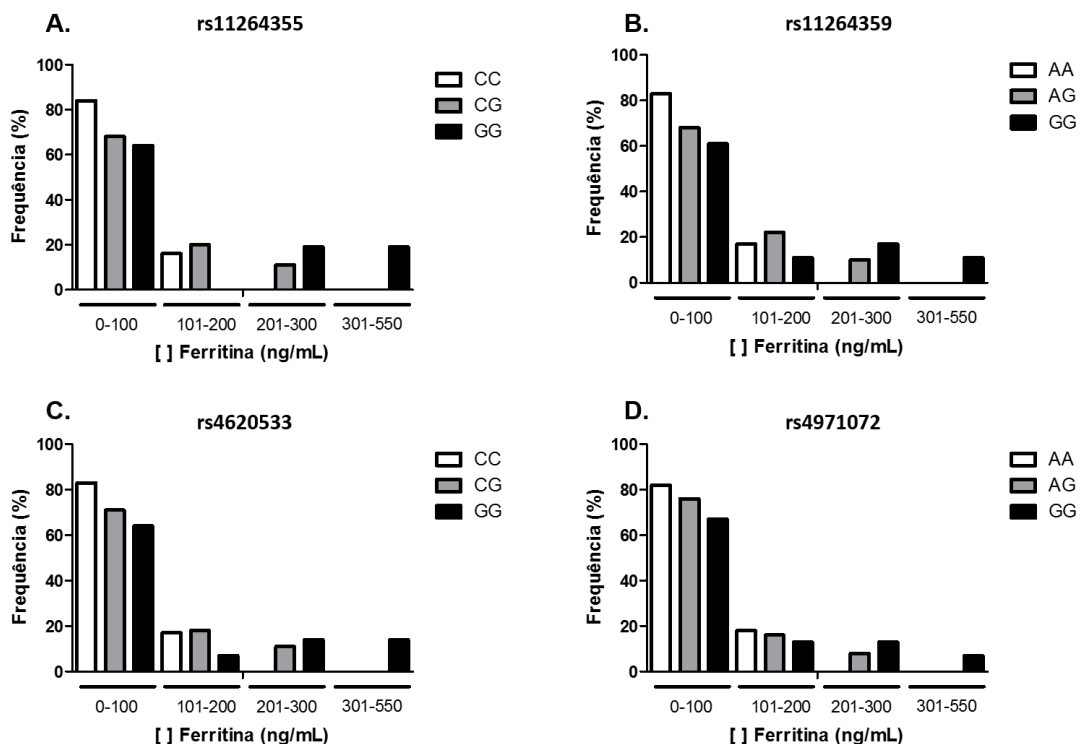 A.
rs11264355
Frequência (%)
100
80
60
40
20
0
0-100 101-200 201-300 301-550
[ ] Ferritina (ng/mL)
CC
CG
GG
B.
rs11264359
Frequência (%)
100
80
60
40
20
0
0-100 101-200 201-300 301-550
[ ] Ferritina (ng/mL)
AA
AG
GG
C.
rs4620533
Frequência (%)
100
80
60
40
20
0
0-100 101-200 201-300 301-550
[ ] Ferritina (ng/mL)
CC
CG
GG
D.
rs4971072
Frequência (%)
100
80
60
40
20
0
0-100 101-200 201-300 301-550
[ ] Ferritina (ng/mL)
AA
AG
GG